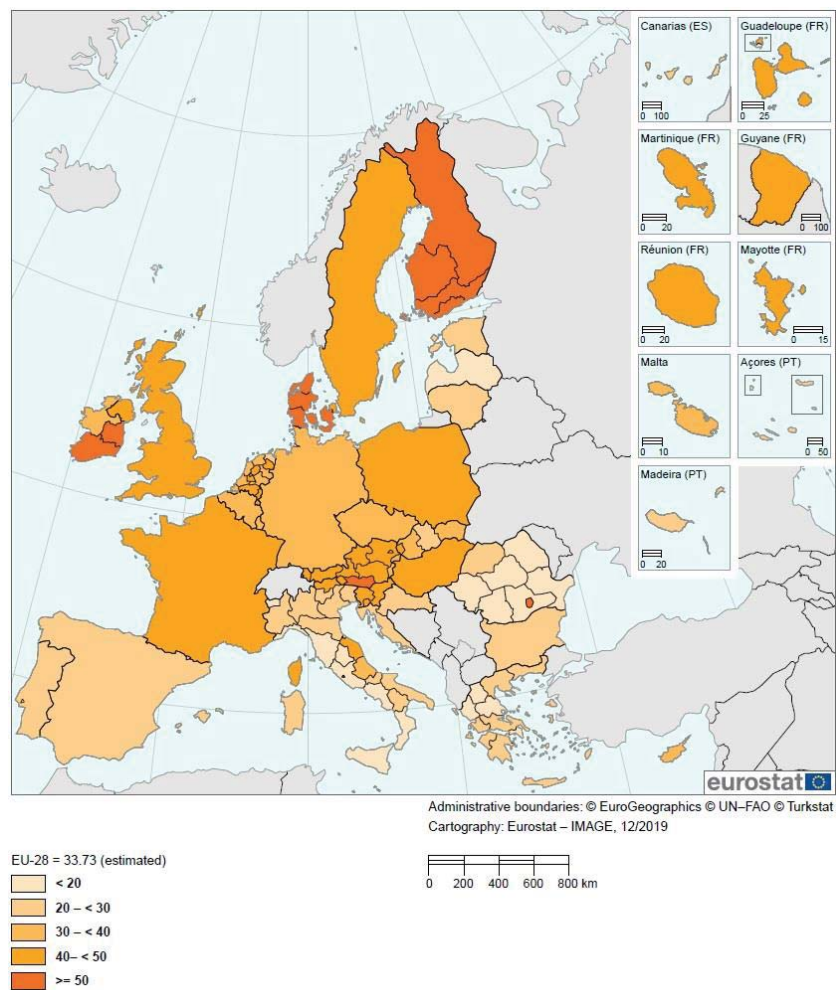 Canarias (ES)
0 100
Guadeloupe (FR)
0 25
Martinique (FR)
0 20
Guyane (FR)
0 100
Réunion (FR)
0 20
Mayotte (FR)
0 15
Malta
0 10
Açores (PT)
0 50
Madeira (PT)
0 20
eurostat
Administrative boundaries: © EuroGeographics © UN–FAO © Turkstat
Cartography: Eurostat – IMAGE, 12/2019
0 200 400 600 800 km
EU-28 = 33.73 (estimated)
< 20
20 – < 30
30 – < 40
40– < 50
>= 50